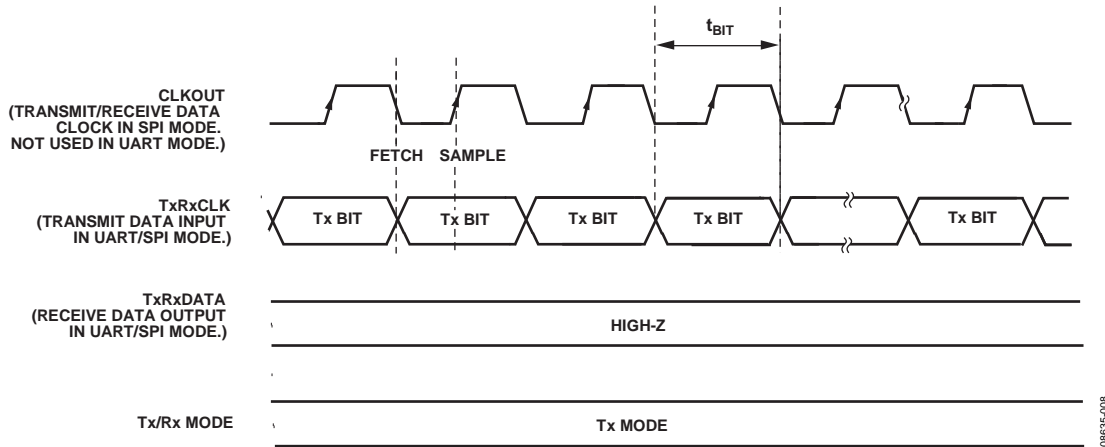 tBIT
CLKOUT
(TRANSMIT/RECEIVE DATA
CLOCK IN SPI MODE.
NOT USED IN UART MODE.)
FETCH SAMPLE
TxRxCLK
(TRANSMIT DATA INPUT
IN UART/SPI MODE.)
Tx BIT Tx BIT Tx BIT Tx BIT Tx BIT
TxRxDATA
(RECEIVE DATA OUTPUT
IN UART/SPI MODE.)
HIGH-Z
Tx/Rx MODE
Tx MODE
08635-008